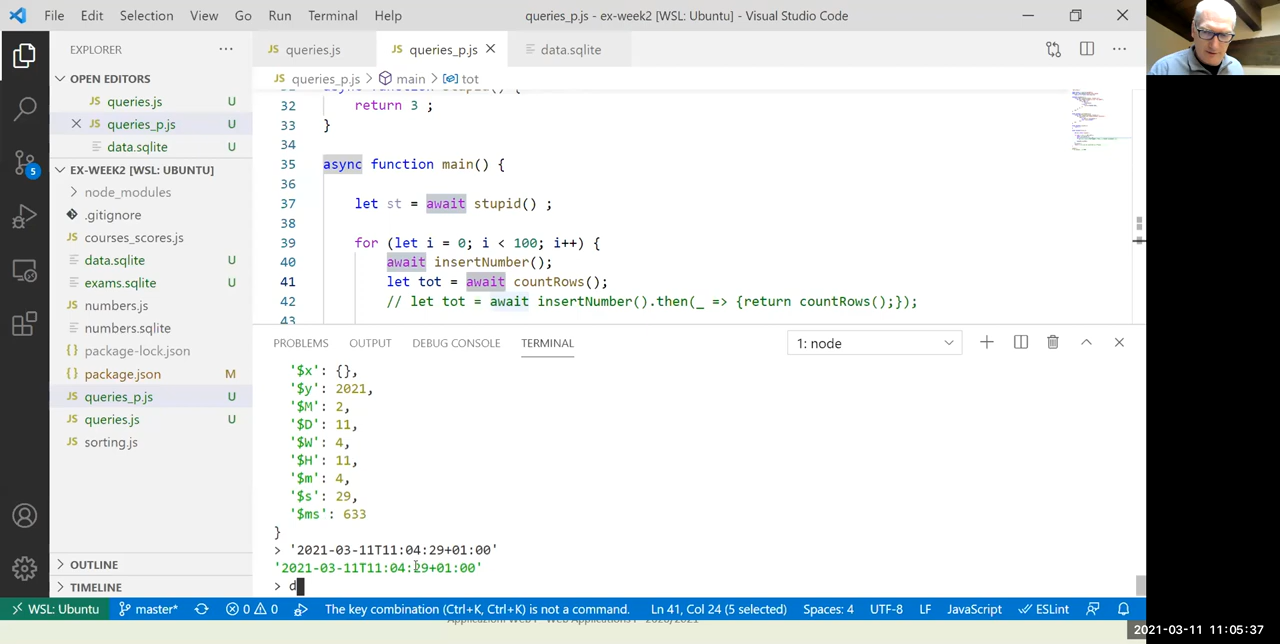 File Edit Selection View Go Run Terminal Help queries_p.js - ex-week2 [WSL: Ubuntu] - Visual Studio Code
EXPLORER
OPEN EDITORS
queries.js U
queries_p.js U
data.sqlite U
EX-WEEK2 [WSL: UBUNTU]
node_modules
.gitignore
courses_scores.js
data.sqlite U
exams.sqlite U
numbers.js
numbers.sqlite
package-lock.json
package.json M
queries_p.js U
queries.js U
sorting.js
OUTLINE
TIMELINE
5
queries.js queries_p.js data.sqlite
queries_p.js > main > tot
32 return 3 ;
33 }
34
35 async function main() {
36
37 let st = await stupid() ;
38
39 for (let i = 0; i < 100; i++) {
40 await insertNumber();
41 let tot = await countRows();
42 // let tot = await insertNumber().then(_ => {return countRows();});
43
PROBLEMS OUTPUT DEBUG CONSOLE TERMINAL 1: node
'$x': {},
'$y': 2021,
'$M': 2,
'$D': 11,
'$W': 4,
'$H': 11,
'$m': 4,
'$s': 29,
'$ms': 633
}
> '2021-03-11T11:04:29+01:00'
'2021-03-11T11:04:29+01:00'
> d
WSL: Ubuntu master* 0 0 The key combination (Ctrl+K, Ctrl+K) is not a command. Ln 41, Col 24 (5 selected) Spaces: 4 UTF-8 LF JavaScript ESLint
2021-03-11 11:05:37